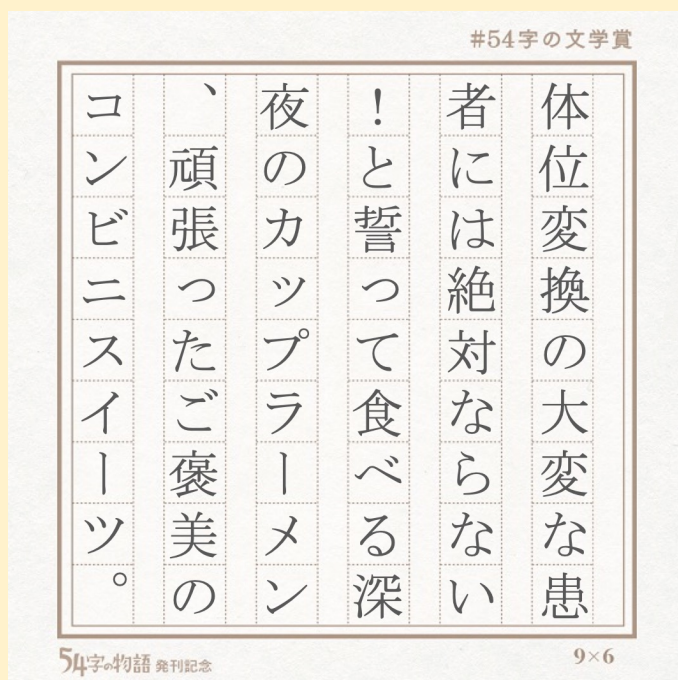 #54字の文学賞
体位変換の大変な患
者には絶対ならない
!と誓って食べる深
夜のカップラーメン
、頑張ったご褒美の
コンビニスイーツ。
54字の物語 発刊記念
9×6